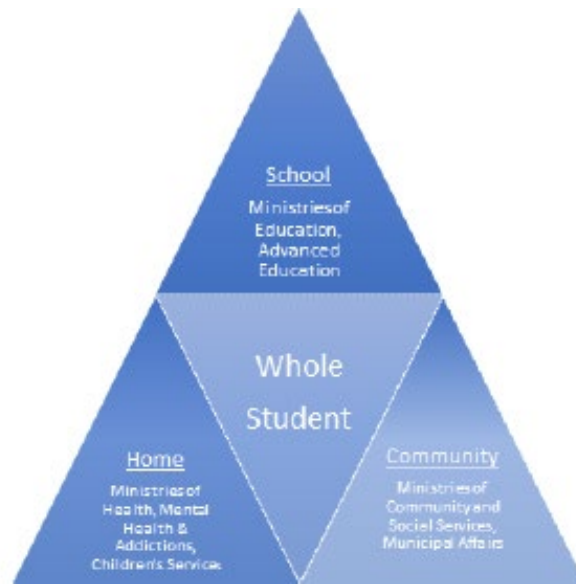 School
Ministries of
Education,
Advanced
Education
Whole
Student
Home
Ministries of
Health, Mental
Health &
Addictions,
Children's Services
Community
Ministries of
Community and
Social Services,
Municipal Affairs